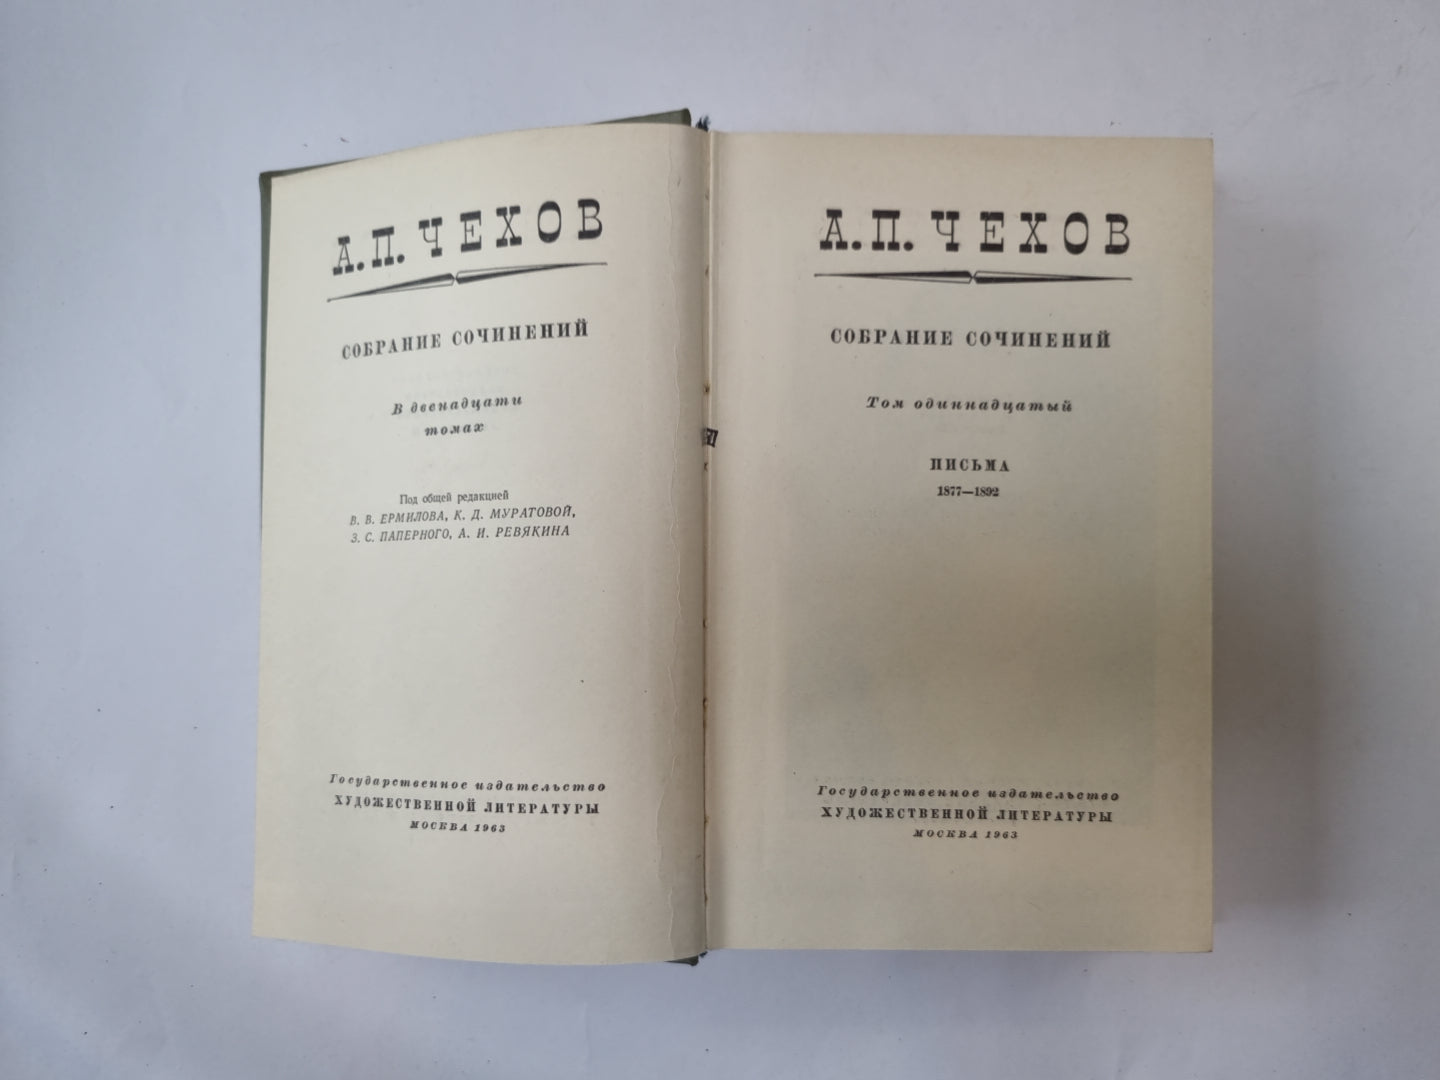 А. П. ЧЕХОВ
СОБРАНИЕ СОЧИНЕНИЙ
В двенадцати
томах
Под общей редакцией
В. В. ЕРМИЛОВА, К. Д. МУРАТОВОЙ,
З. С. ПАПЕРНОГО, А. И. РЕВЯКИНА
Государственное издательство
ХУДОЖЕСТВЕННОЙ ЛИТЕРАТУРЫ
МОСКВА 1963
А. П. ЧЕХОВ
СОБРАНИЕ СОЧИНЕНИЙ
Том одиннадцатый
ПИСЬМА
1877—1892
Государственное издательство
ХУДОЖЕСТВЕННОЙ ЛИТЕРАТУРЫ
МОСКВА 1963